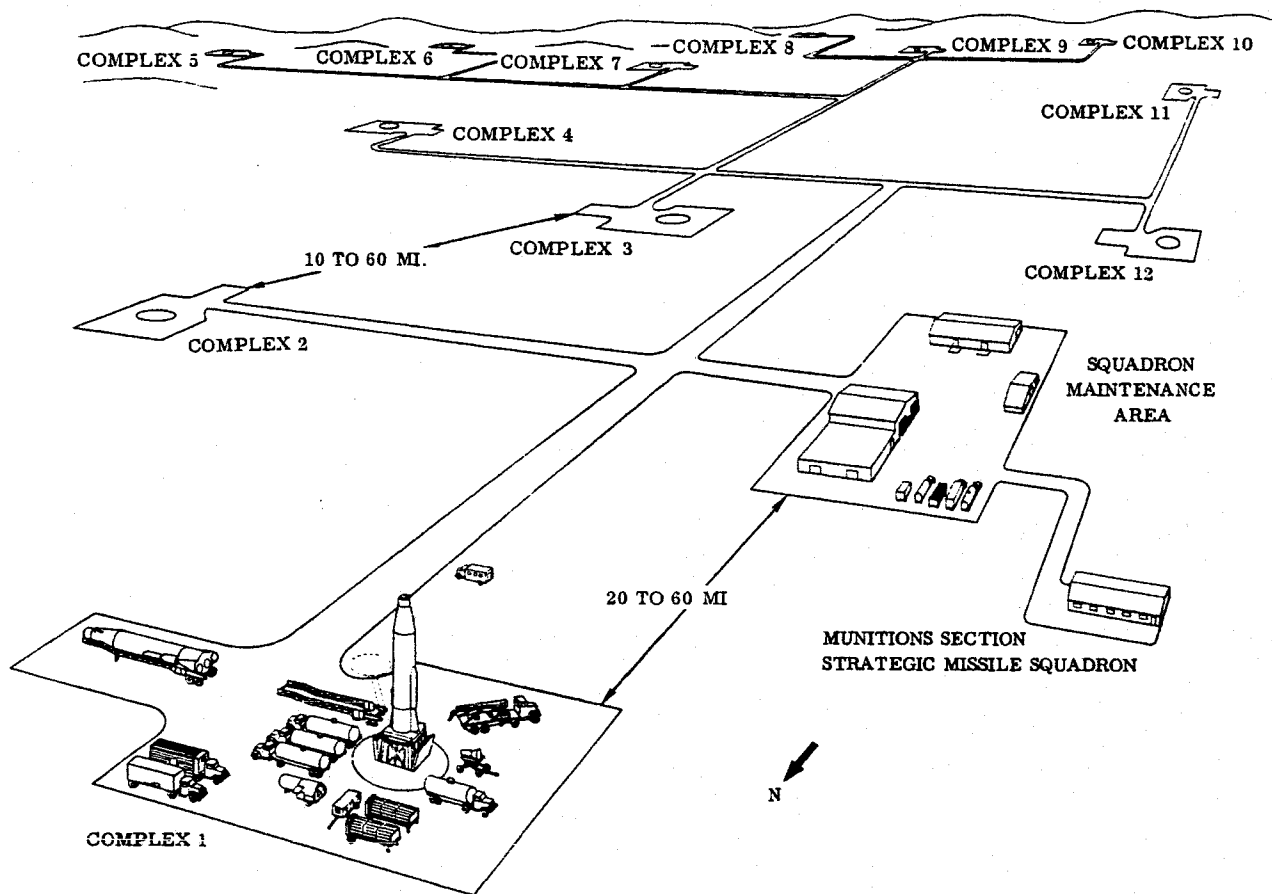 COMPLEX 5
COMPLEX 6
COMPLEX 7
COMPLEX 8
COMPLEX 9
COMPLEX 10
COMPLEX 11
COMPLEX 4
COMPLEX 3
10 TO 60 MI.
COMPLEX 12
COMPLEX 2
SQUADRON
MAINTENANCE
AREA
20 TO 60 MI
MUNITIONS SECTION
STRATEGIC MISSILE SQUADRON
N
COMPLEX 1